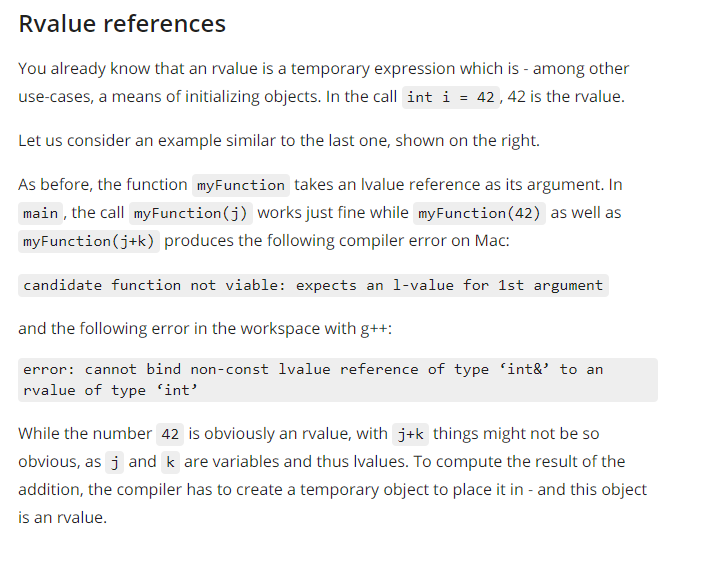 Rvalue references
You already know that an rvalue is a temporary expression which is - among other
use-cases, a means of initializing objects. In the call int i = 42 , 42 is the rvalue.
Let us consider an example similar to the last one, shown on the right.
As before, the function myFunction takes an lvalue reference as its argument. In
main , the call myFunction(j) works just fine while myFunction(42) as well as
myFunction(j+k) produces the following compiler error on Mac:
candidate function not viable: expects an l-value for 1st argument
and the following error in the workspace with g++:
error: cannot bind non-const lvalue reference of type ‘int&’ to an
rvalue of type ‘int’
While the number 42 is obviously an rvalue, with j+k things might not be so
obvious, as j and k are variables and thus lvalues. To compute the result of the
addition, the compiler has to create a temporary object to place it in - and this object
is an rvalue.